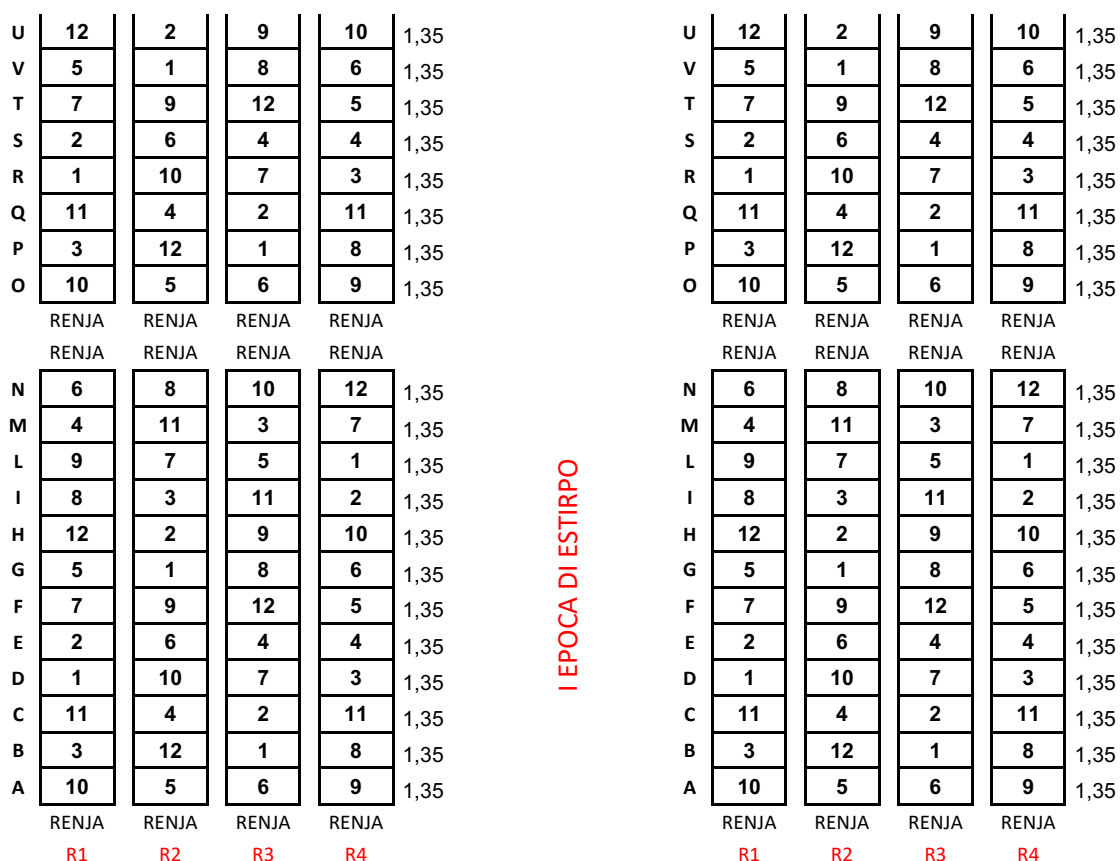 U 12 2 9 10 1,35 U 12 2 9 10 1,35
V 5 1 8 6 1,35 V 5 1 8 6 1,35
T 7 9 12 5 1,35 T 7 9 12 5 1,35
S 2 6 4 4 1,35 S 2 6 4 4 1,35
R 1 10 7 3 1,35 R 1 10 7 3 1,35
Q 11 4 2 11 1,35 Q 11 4 2 11 1,35
P 3 12 1 8 1,35 P 3 12 1 8 1,35
O 10 5 6 9 1,35 O 10 5 6 9 1,35
RENJA RENJA RENJA RENJA RENJA RENJA RENJA RENJA
RENJA RENJA RENJA RENJA RENJA RENJA RENJA RENJA
N 6 8 10 12 1,35 N 6 8 10 12 1,35
M 4 11 3 7 1,35 M 4 11 3 7 1,35
L 9 7 5 1 1,35 L 9 7 5 1 1,35
I 8 3 11 2 1,35 I 8 3 11 2 1,35
H 12 2 9 10 1,35 H 12 2 9 10 1,35
G 5 1 8 6 1,35 G 5 1 8 6 1,35
F 7 9 12 5 1,35 F 7 9 12 5 1,35
E 2 6 4 4 1,35 E 2 6 4 4 1,35
D 1 10 7 3 1,35 D 1 10 7 3 1,35
C 11 4 2 11 1,35 C 11 4 2 11 1,35
B 3 12 1 8 1,35 B 3 12 1 8 1,35
A 10 5 6 9 1,35 A 10 5 6 9 1,35
RENJA RENJA RENJA RENJA RENJA RENJA RENJA RENJA
R1 R2 R3 R4 R1 R2 R3 R4
I EPOCA DI ESTIRPO